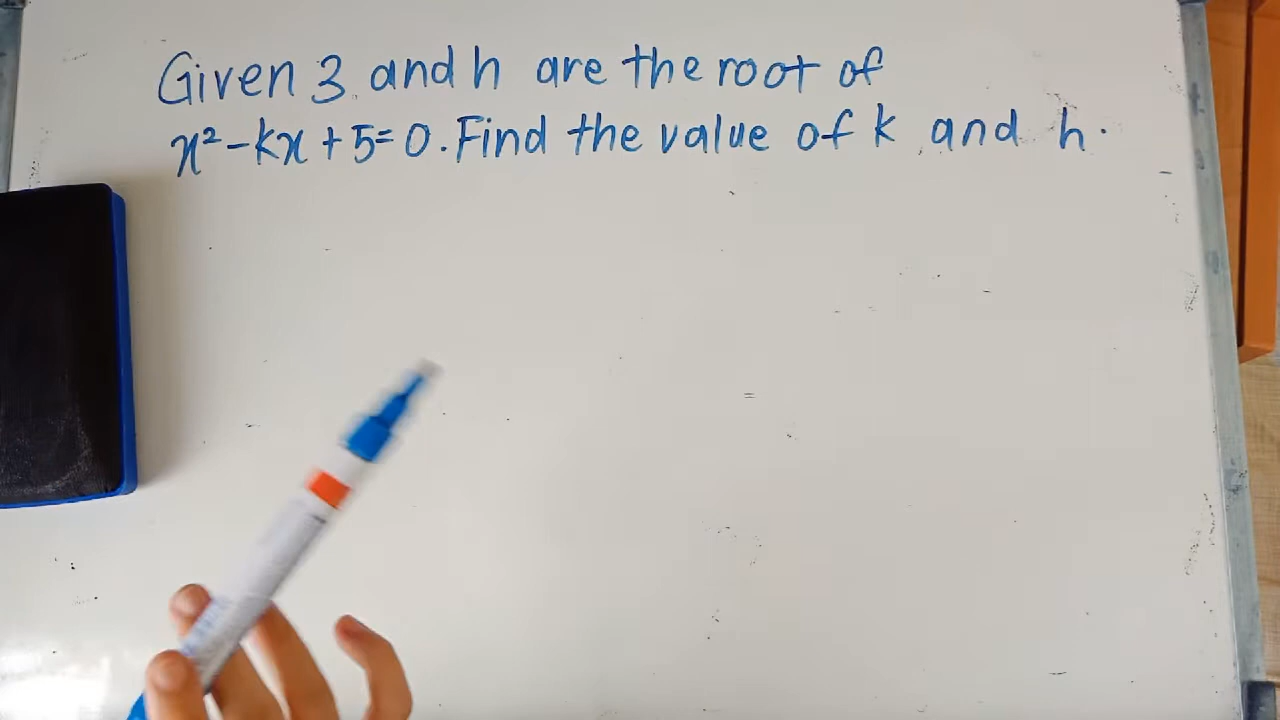 Given 3 and h are the root of
x² - kx + 5 = 0. Find the value of k and h.